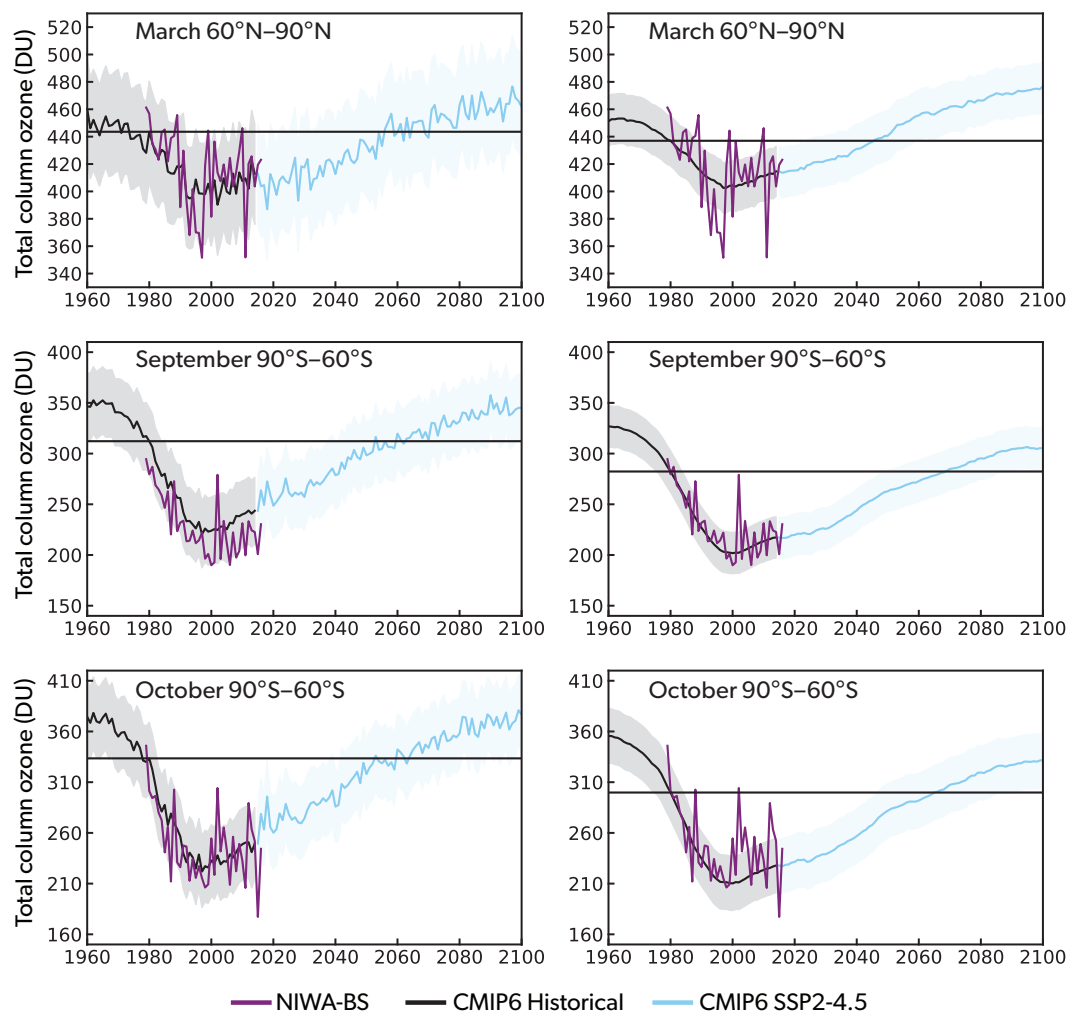 Total column ozone (DU)
520
500
480
460
440
420
400
380
360
340
March 60°N–90°N
1960 1980 2000 2020 2040 2060 2080 2100
520
500
480
460
440
420
400
380
360
340
March 60°N–90°N
1960 1980 2000 2020 2040 2060 2080 2100
Total column ozone (DU)
400
350
300
250
200
150
September 90°S–60°S
1960 1980 2000 2020 2040 2060 2080 2100
400
350
300
250
200
150
September 90°S–60°S
1960 1980 2000 2020 2040 2060 2080 2100
Total column ozone (DU)
410
360
310
260
210
160
October 90°S–60°S
1960 1980 2000 2020 2040 2060 2080 2100
410
360
310
260
210
160
October 90°S–60°S
1960 1980 2000 2020 2040 2060 2080 2100
NIWA-BS CMIP6 Historical CMIP6 SSP2-4.5